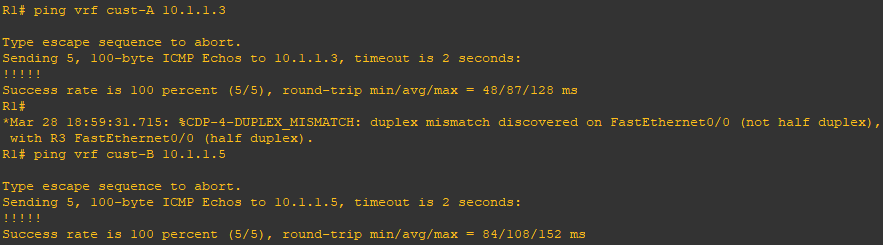 R1# ping vrf cust-A 10.1.1.3
Type escape sequence to abort.
Sending 5, 100-byte ICMP Echos to 10.1.1.3, timeout is 2 seconds:
!!!!!
Success rate is 100 percent (5/5), round-trip min/avg/max = 48/87/128 ms
R1#
*Mar 28 18:59:31.715: %CDP-4-DUPLEX_MISMATCH: duplex mismatch discovered on FastEthernet0/0 (not half duplex),
with R3 FastEthernet0/0 (half duplex).
R1# ping vrf cust-B 10.1.1.5
Type escape sequence to abort.
Sending 5, 100-byte ICMP Echos to 10.1.1.5, timeout is 2 seconds:
!!!!!
Success rate is 100 percent (5/5), round-trip min/avg/max = 84/108/152 ms